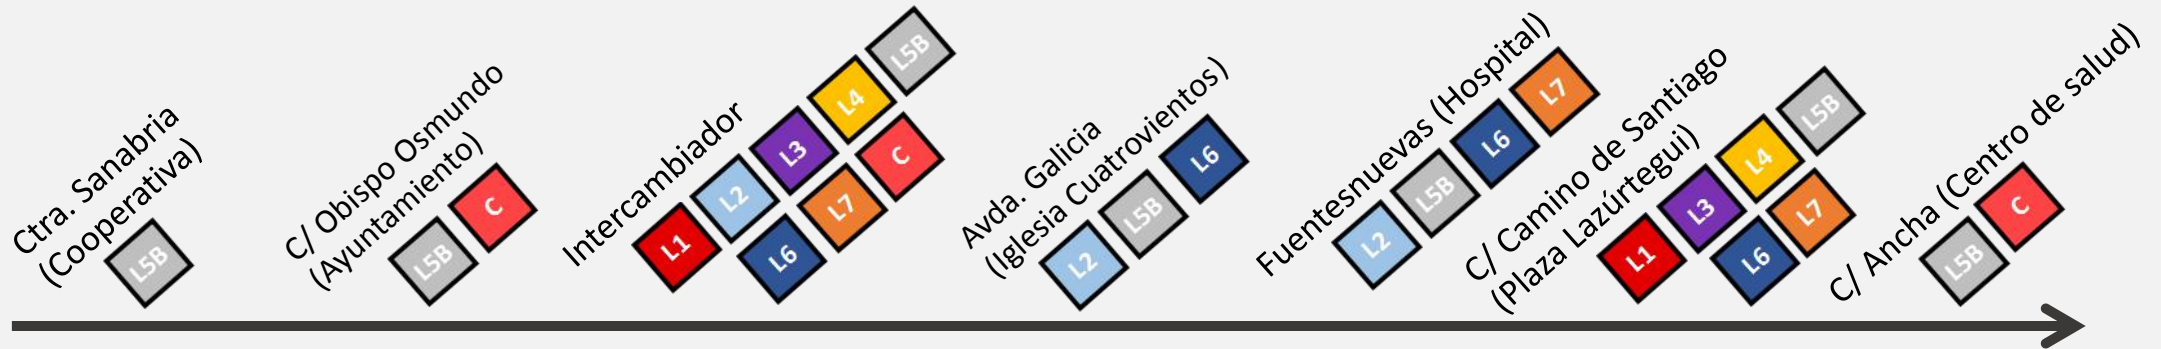 Ctra. Sanabria
(Cooperativa)
L5B
C/ Obispo Osmundo
(Ayuntamiento)
L5B C
Intercambiador
L1 L2 L3 L4 L5B
L6 L7 C
Avda. Galicia
(Iglesia Cuatrovientos)
L2 L5B L6
Fuentesnuevas (Hospital)
L2 L5B L6 L7
C/ Camino de Santiago
(Plaza Lazúrtegui)
L1 L3 L4 L5B
L6 L7
C/ Ancha (Centro de salud)
L5B C